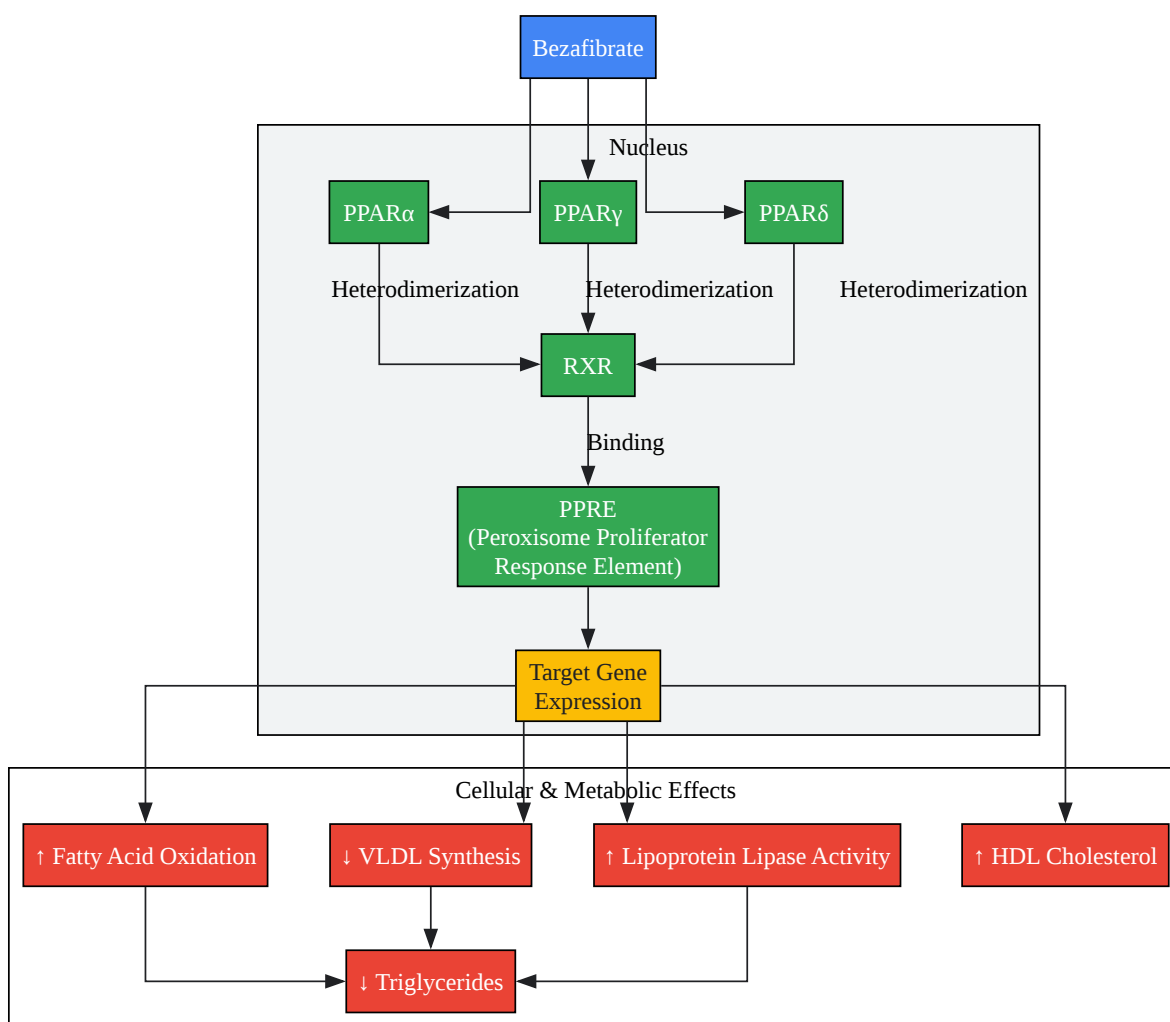 Bezafibrate
Nucleus
PPARα
PPARγ
PPARδ
Heterodimerization
Heterodimerization
Heterodimerization
RXR
Binding
PPRE
(Peroxisome Proliferator
Response Element)
Target Gene
Expression
Cellular & Metabolic Effects
↑ Fatty Acid Oxidation
↓ VLDL Synthesis
↑ Lipoprotein Lipase Activity
↑ HDL Cholesterol
↓ Triglycerides